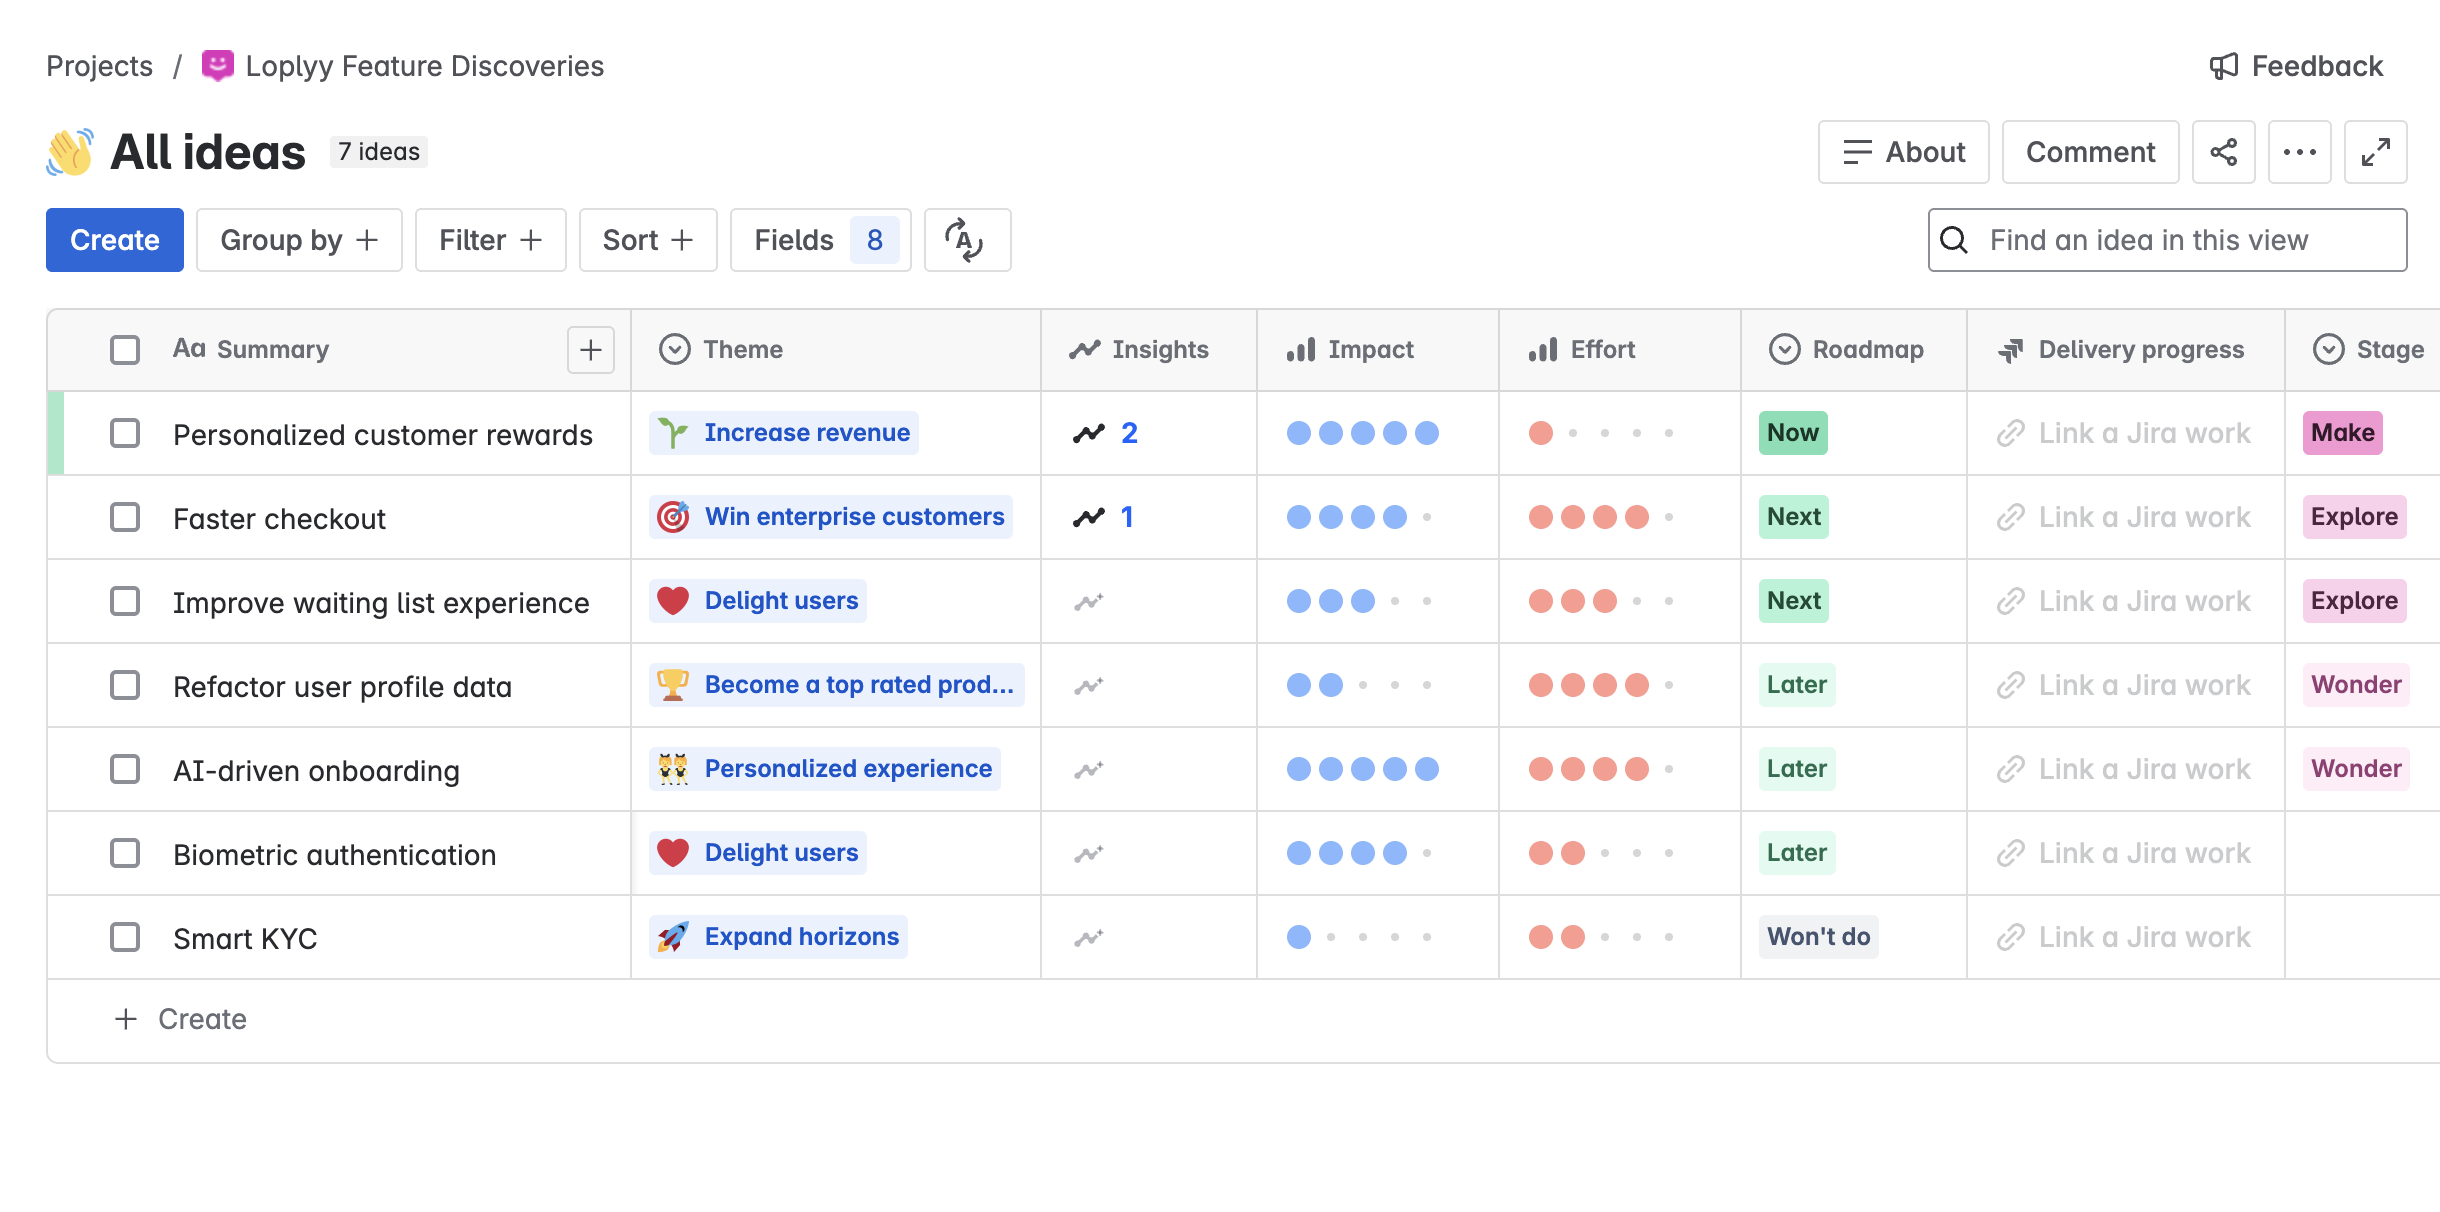 Projects / Loplyy Feature Discoveries
Feedback
All ideas 7 ideas
About Comment
Create Group by + Filter + Sort + Fields 8 A
Find an idea in this view
Aa Summary + Theme Insights Impact Effort Roadmap Delivery progress Stage
Personalized customer rewards Increase revenue 2 Now Link a Jira work Make
Faster checkout Win enterprise customers 1 Next Link a Jira work Explore
Improve waiting list experience Delight users Next Link a Jira work Explore
Refactor user profile data Become a top rated prod... Later Link a Jira work Wonder
AI-driven onboarding Personalized experience Later Link a Jira work Wonder
Biometric authentication Delight users Later Link a Jira work
Smart KYC Expand horizons Won't do Link a Jira work
+ Create